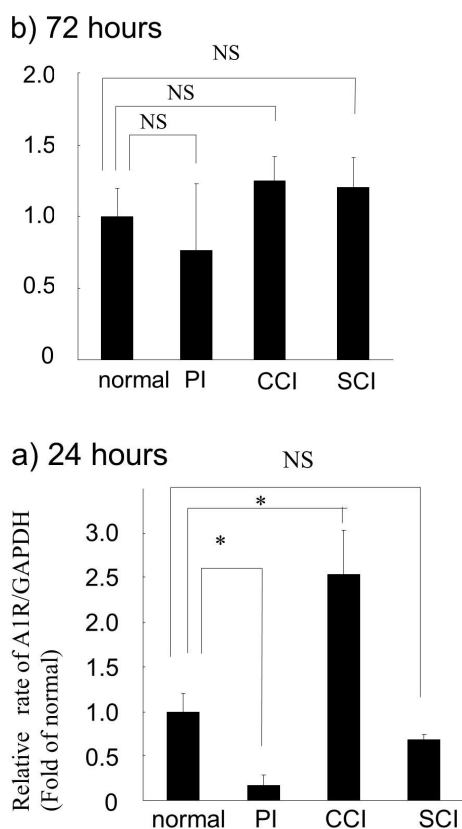 b) 72 hours
NS
NS
NS
2.0
1.5
1.0
0.5
0
normal PI CCI SCI
a) 24 hours
NS
*
*
Relative rate of A1R/GAPDH
(Fold of normal)
3.0
2.5
1.5
1.0
0.5
0
normal PI CCI SCI